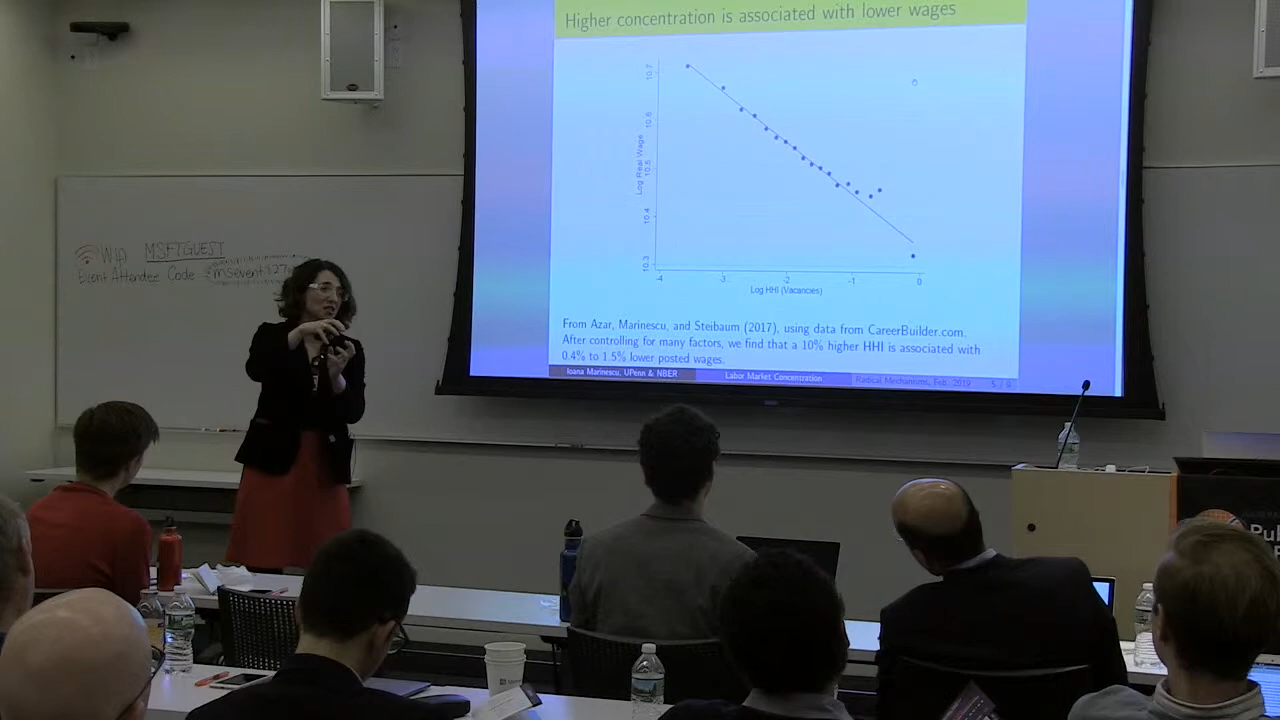 Higher concentration is associated with lower wages
10.7
10.6
10.5
10.4
10.3
Log Real Wage
-4
-3
-2
-1
0
Log HHI (Vacancies)
From Azar, Marinescu, and Steibaum (2017), using data from CareerBuilder.com.
After controlling for many factors, we find that a 10% higher HHI is associated with
0.4% to 1.5% lower posted wages.
Ioana Marinescu, UPenn & NBER
Labor Market Concentration
Radical Mechanisms, Feb. 2019
5 / 9
MSFTGUEST
Event Attendee Code